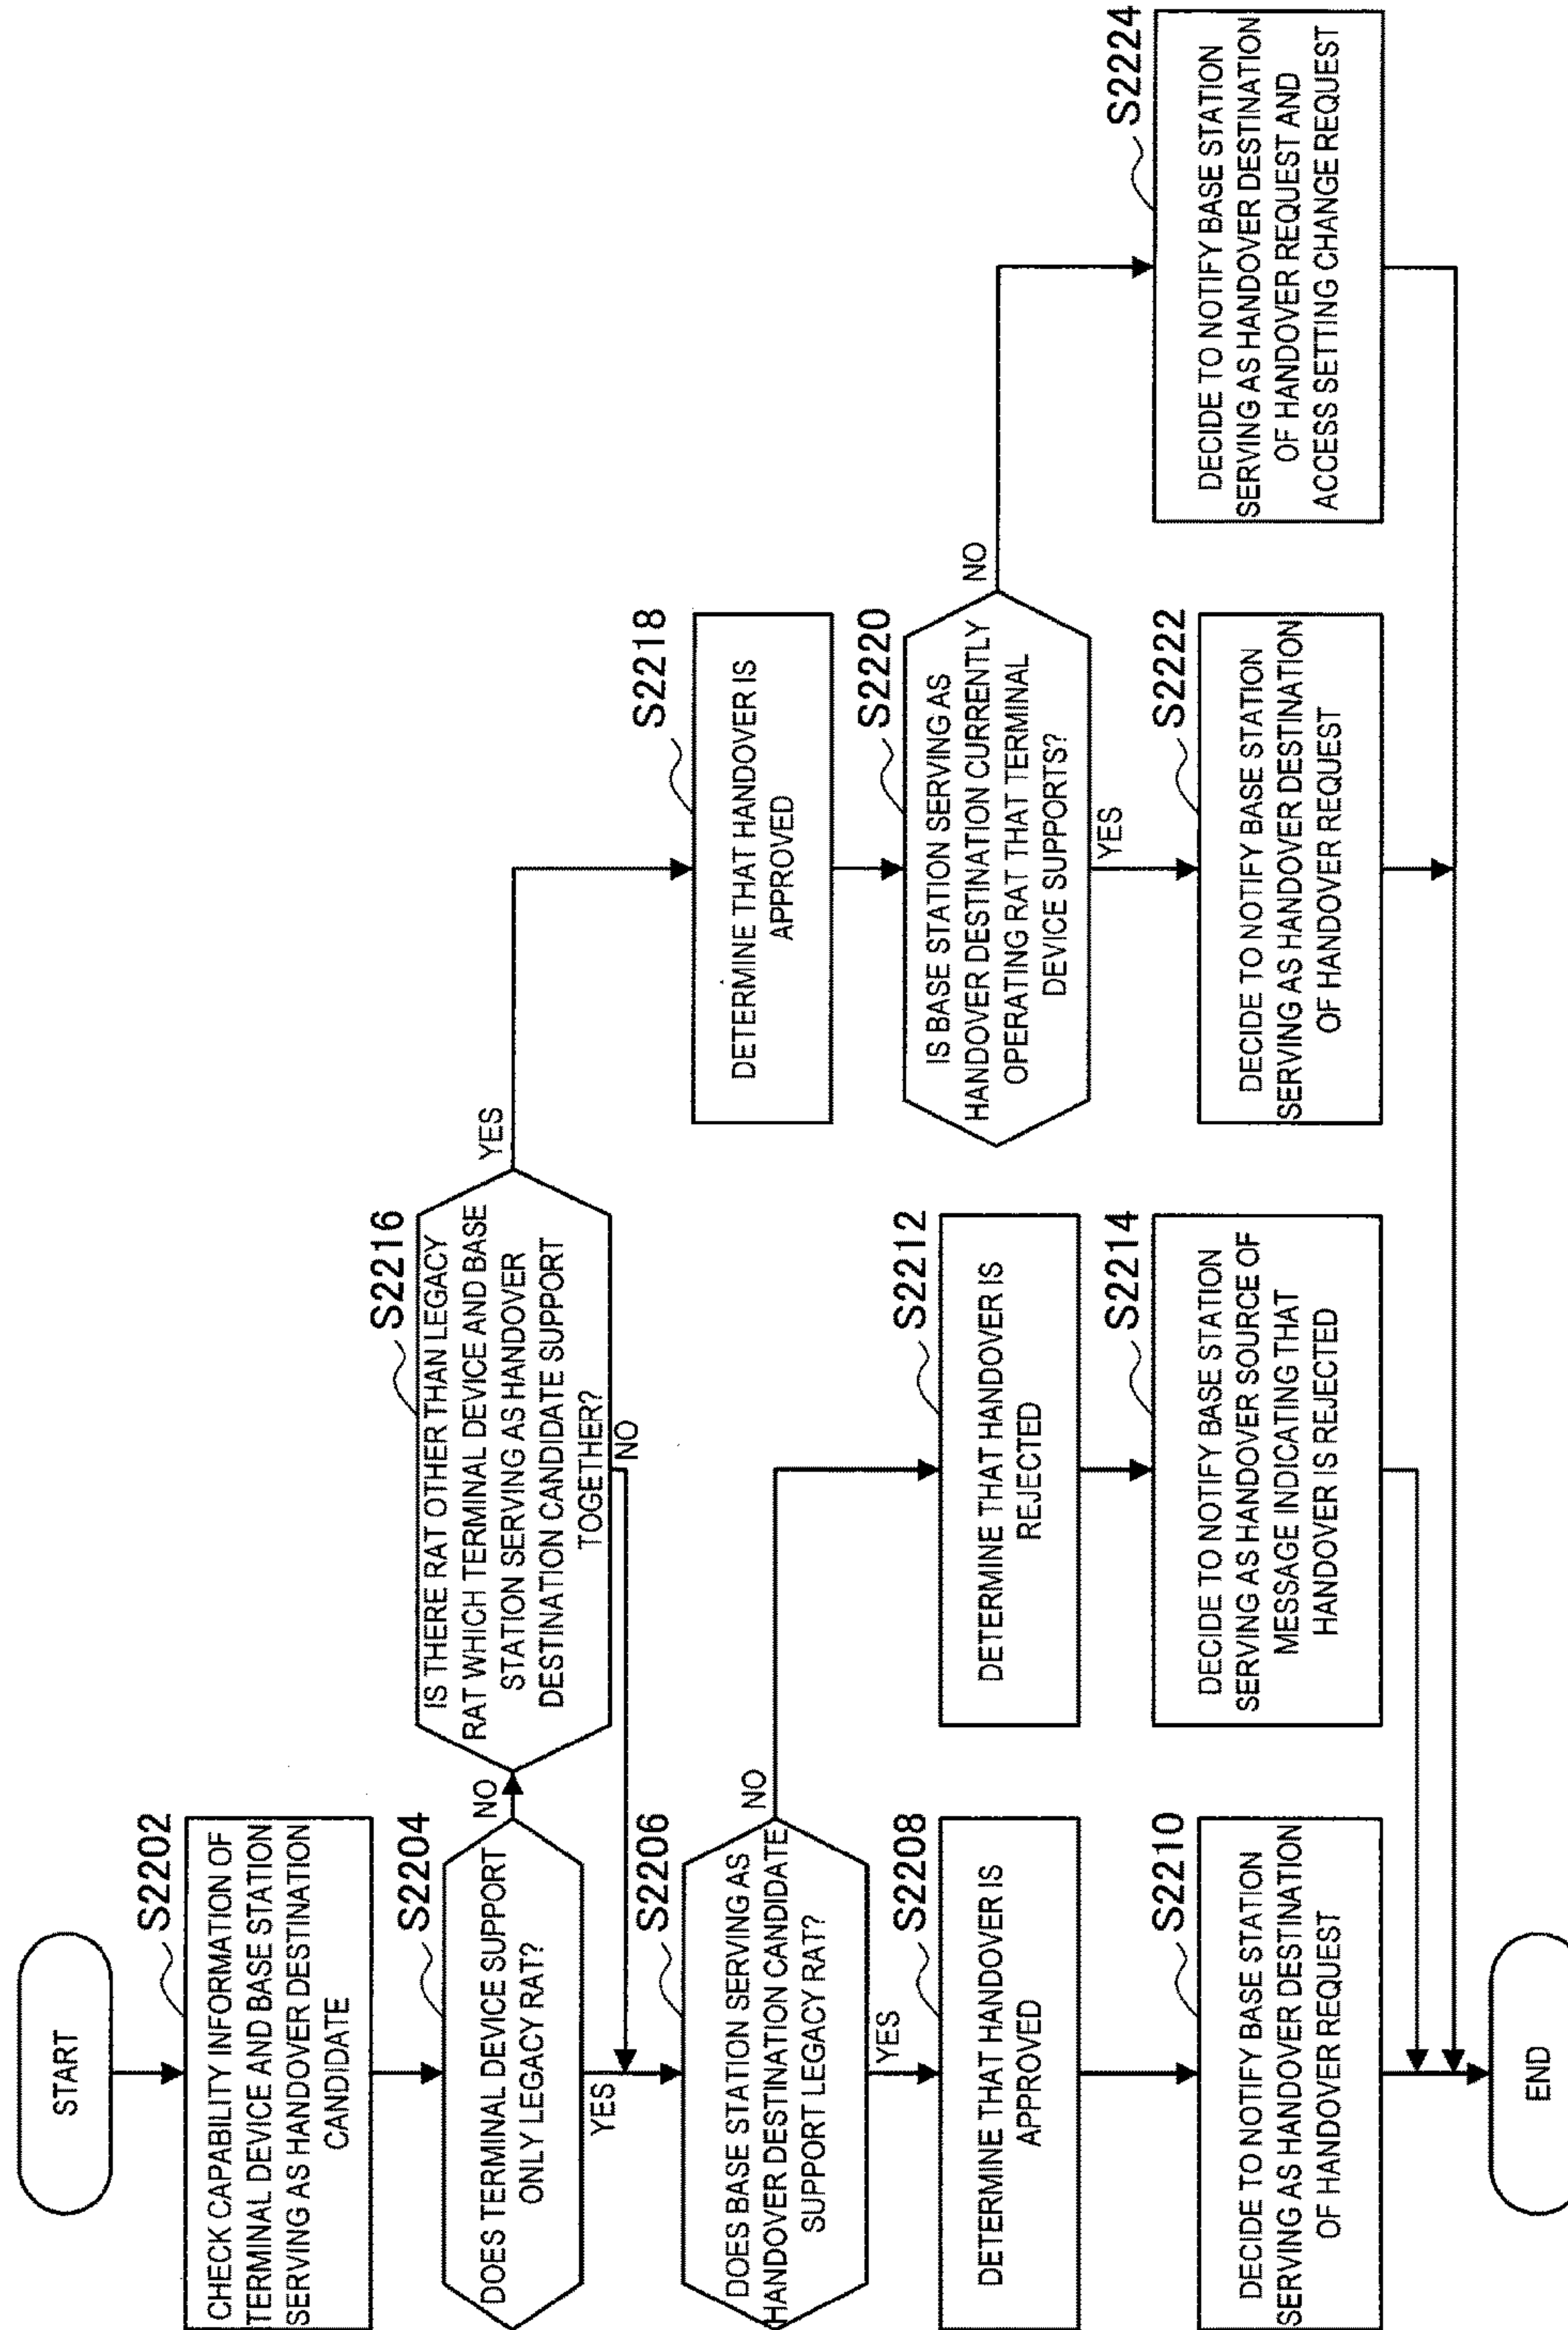 START
S2202
CHECK CAPABILITY INFORMATION OF
TERMINAL DEVICE AND BASE STATION
SERVING AS HANDOVER DESTINATION
CANDIDATE
S2204
DOES TERMINAL DEVICE SUPPORT
ONLY LEGACY RAT?
NO
YES
S2216
IS THERE RAT OTHER THAN LEGACY
RAT WHICH TERMINAL DEVICE AND BASE
STATION SERVING AS HANDOVER
DESTINATION CANDIDATE SUPPORT
TOGETHER?
YES
NO
S2206
DOES BASE STATION SERVING AS
HANDOVER DESTINATION CANDIDATE
SUPPORT LEGACY RAT?
NO
YES
S2208
DETERMINE THAT HANDOVER IS
APPROVED
S2210
DECIDE TO NOTIFY BASE STATION
SERVING AS HANDOVER DESTINATION
OF HANDOVER REQUEST
S2212
DETERMINE THAT HANDOVER IS
REJECTED
S2214
DECIDE TO NOTIFY BASE STATION
SERVING AS HANDOVER SOURCE OF
MESSAGE INDICATING THAT
HANDOVER IS REJECTED
S2218
DETERMINE THAT HANDOVER IS
APPROVED
S2220
IS BASE STATION SERVING AS
HANDOVER DESTINATION CURRENTLY
OPERATING RAT THAT TERMINAL
DEVICE SUPPORTS?
NO
YES
S2222
DECIDE TO NOTIFY BASE STATION
SERVING AS HANDOVER DESTINATION
OF HANDOVER REQUEST
S2224
DECIDE TO NOTIFY BASE STATION
SERVING AS HANDOVER DESTINATION
OF HANDOVER REQUEST AND
ACCESS SETTING CHANGE REQUEST
END